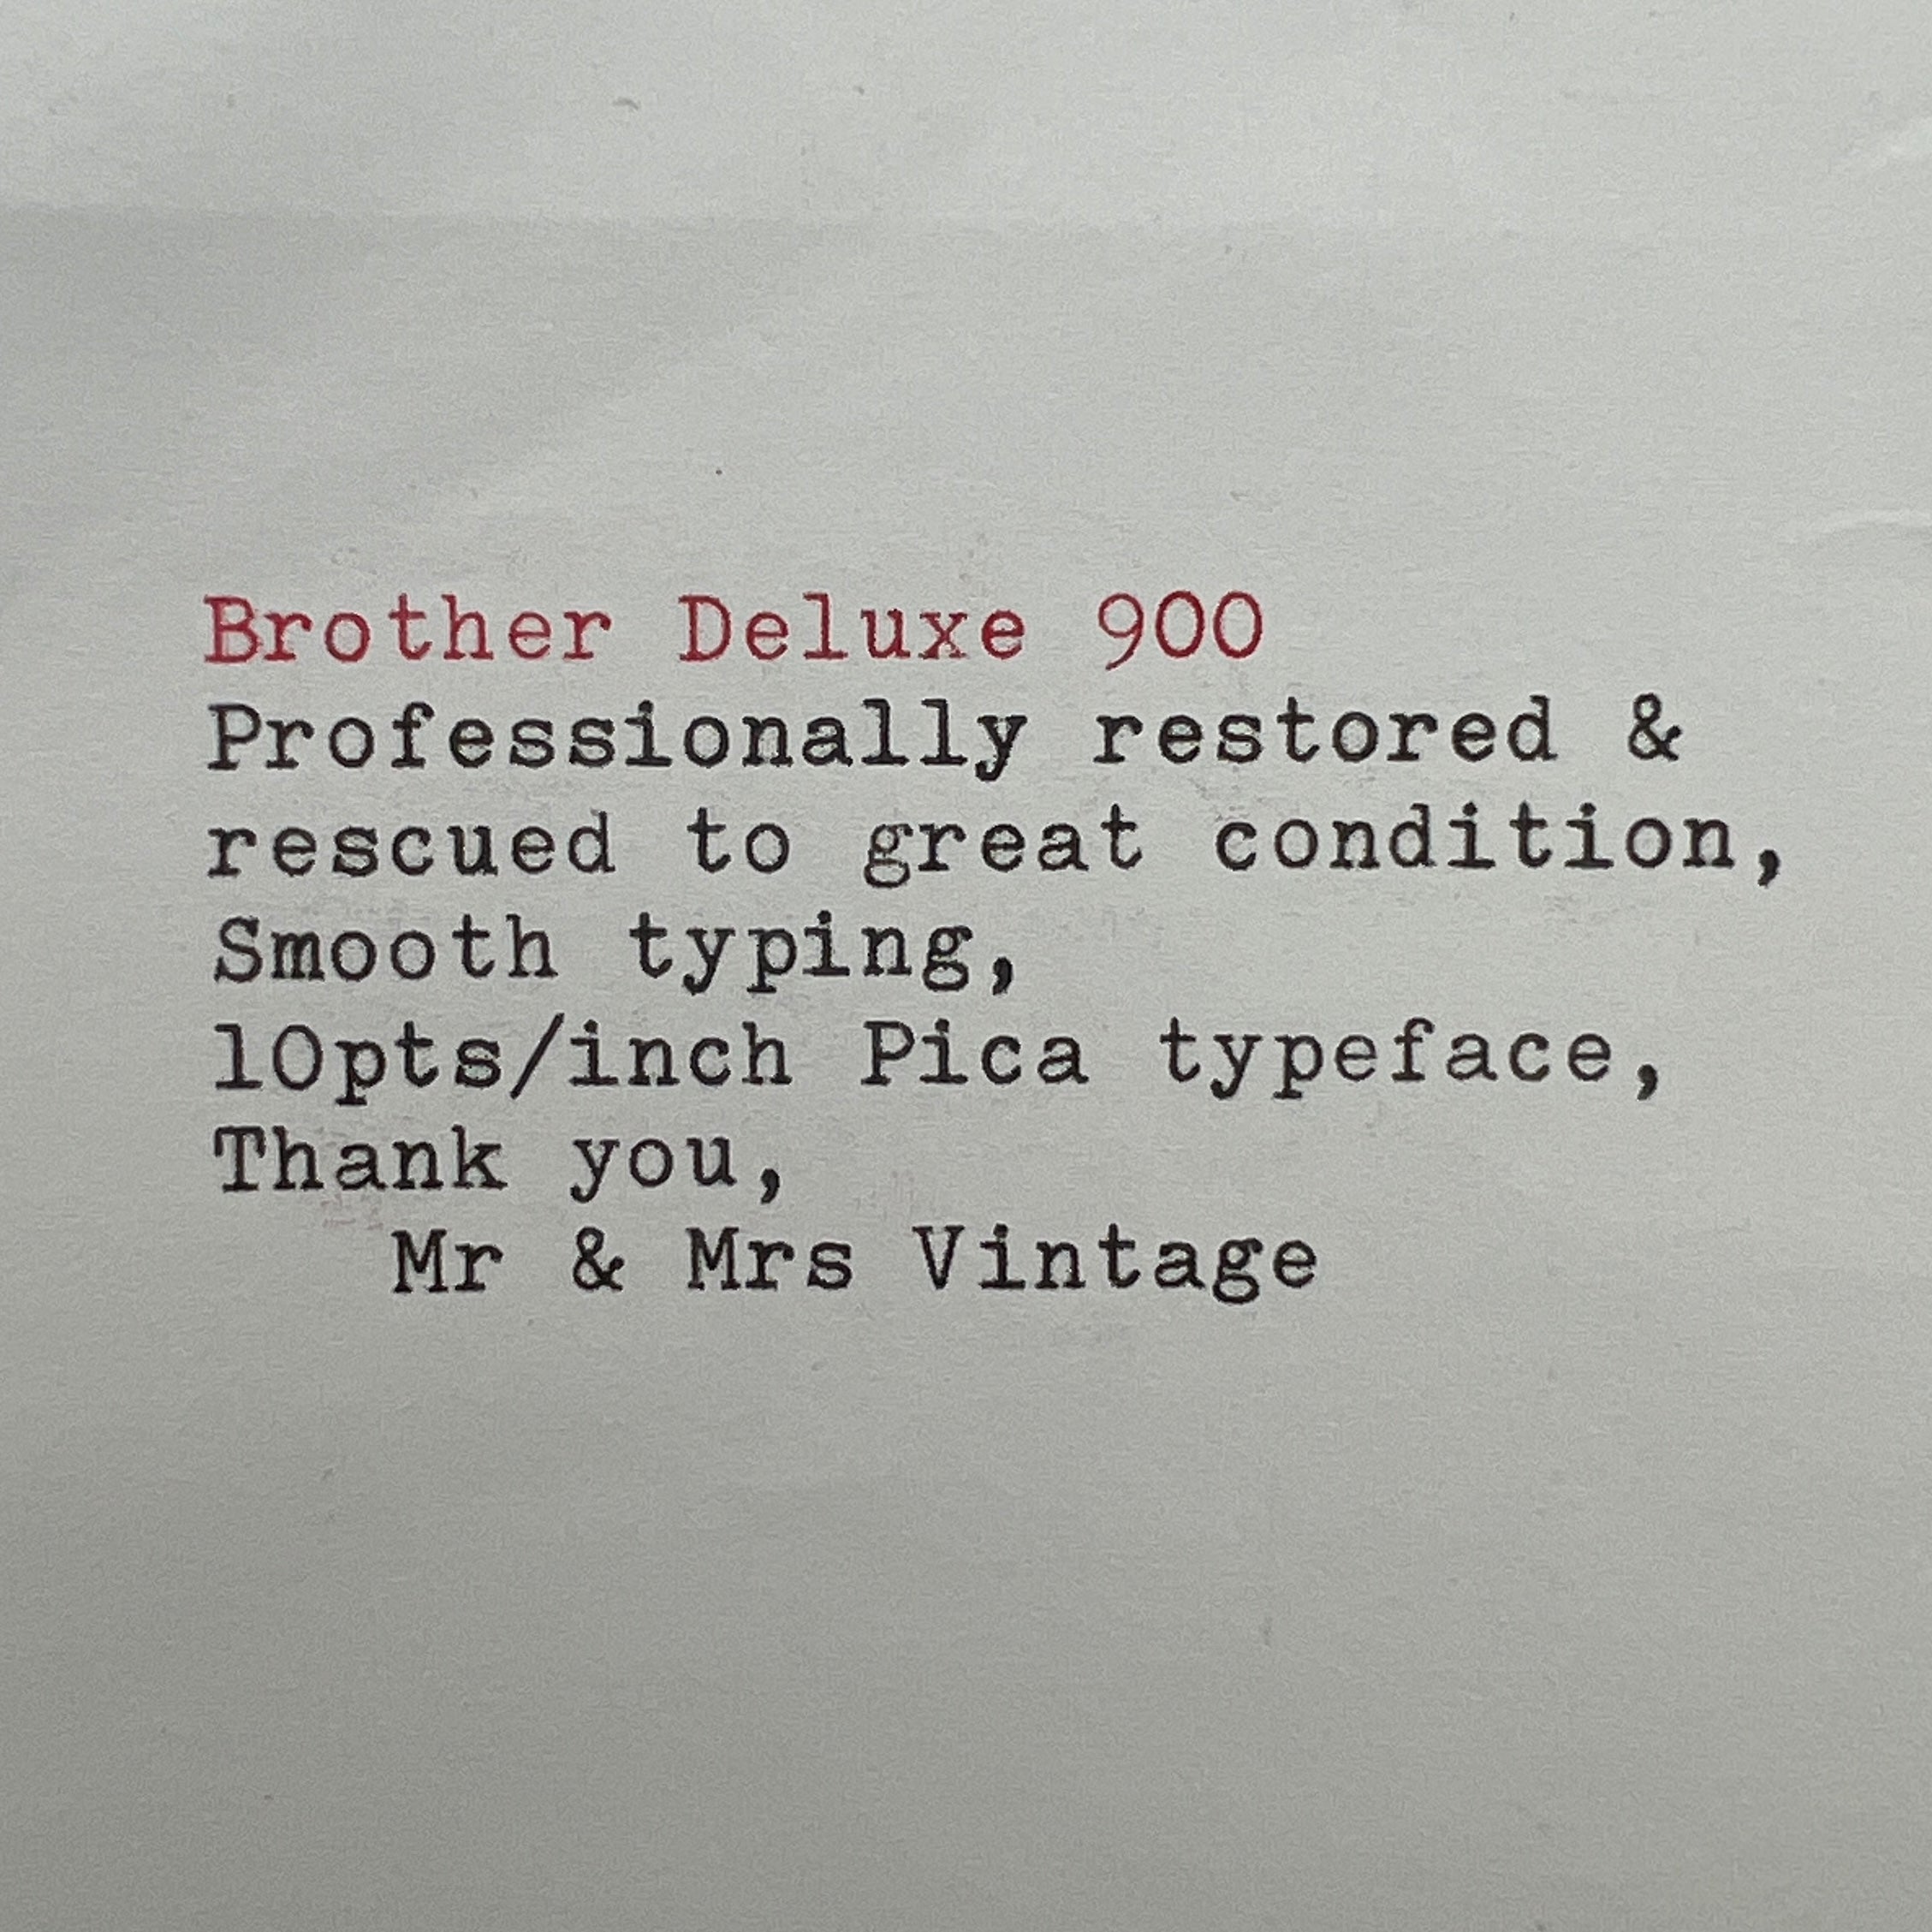 Brother Deluxe 900
Professionally restored &
rescued to great condition,
Smooth typing,
10pts/inch Pica typeface,
Thank you,
Mr & Mrs Vintage